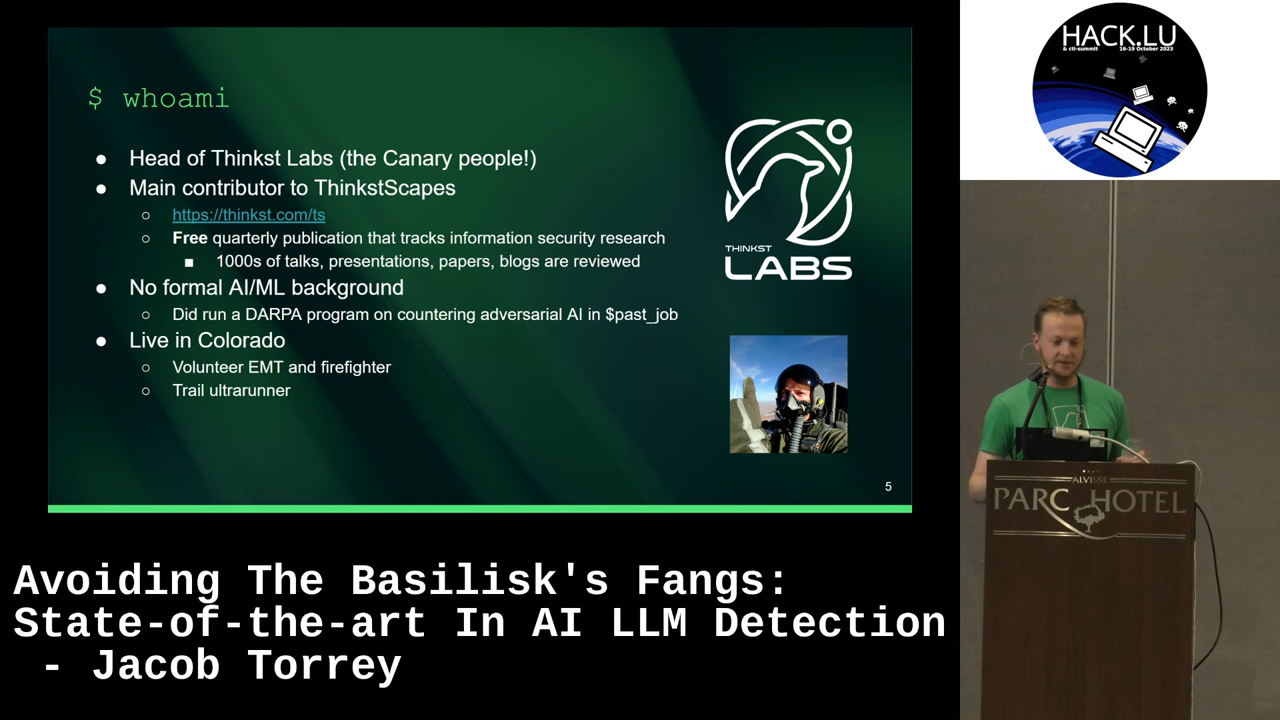 $ whoami
● Head of Thinkst Labs (the Canary people!)
● Main contributor to ThinkstScapes
○ https://thinkst.com/ts
○ Free quarterly publication that tracks information security research
■ 1000s of talks, presentations, papers, blogs are reviewed
● No formal AI/ML background
○ Did run a DARPA program on countering adversarial AI in $past_job
● Live in Colorado
○ Volunteer EMT and firefighter
○ Trail ultrarunner
THINKST
LABS
5
HACK.LU
& cti-summit 16-19 October 2023
ALVISSE
PARC HOTEL
Avoiding The Basilisk's Fangs:
State-of-the-art In AI LLM Detection
- Jacob Torrey